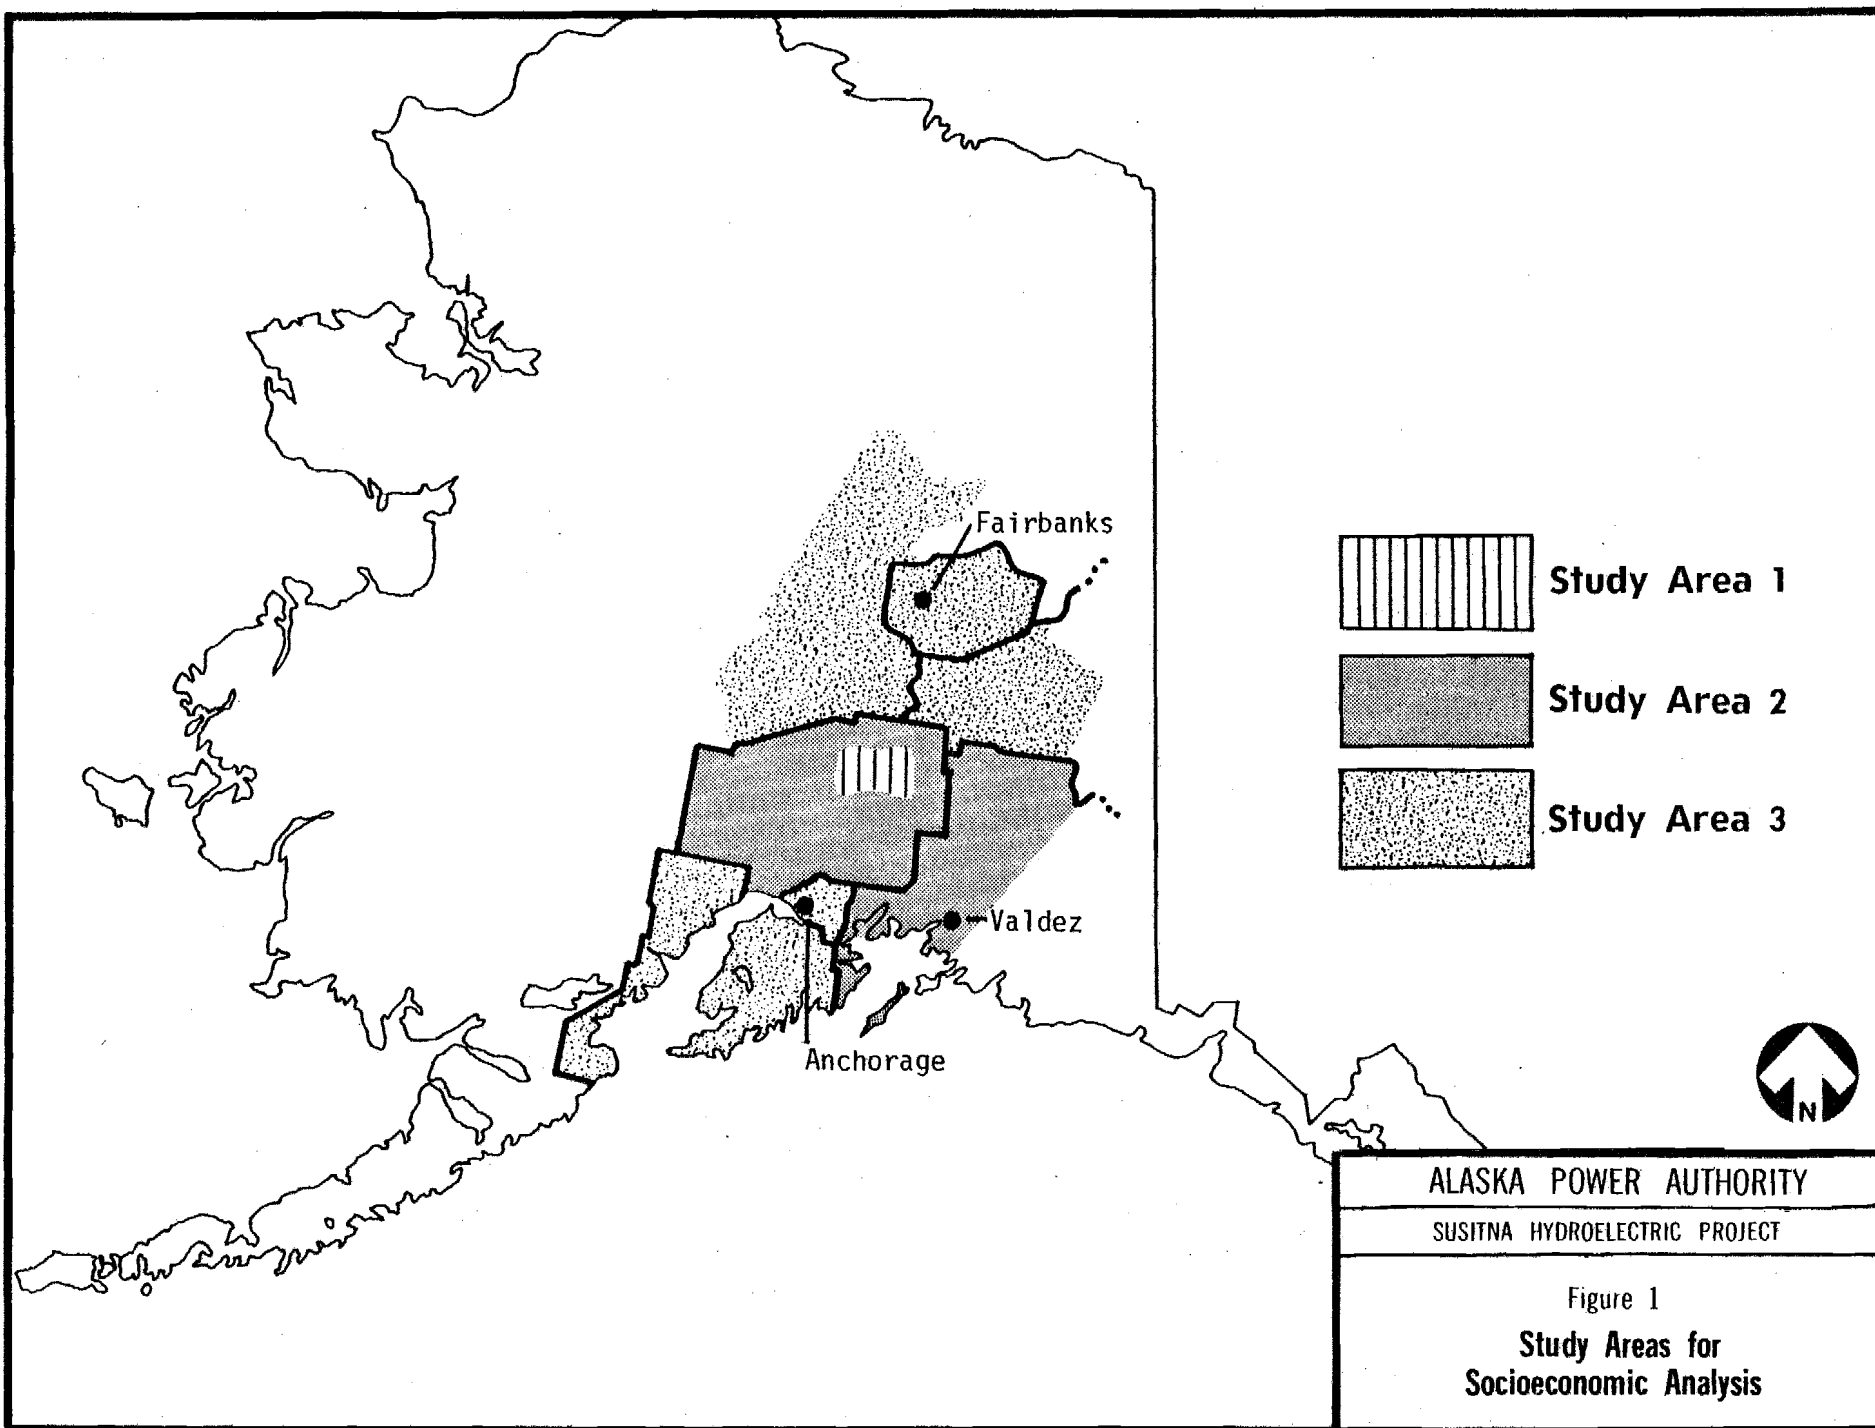 Fairbanks
Study Area 1
Study Area 2
Study Area 3
Valdez
Anchorage
N
ALASKA POWER AUTHORITY
SUSITNA HYDROELECTRIC PROJECT
Figure 1
Study Areas for
Socioeconomic Analysis